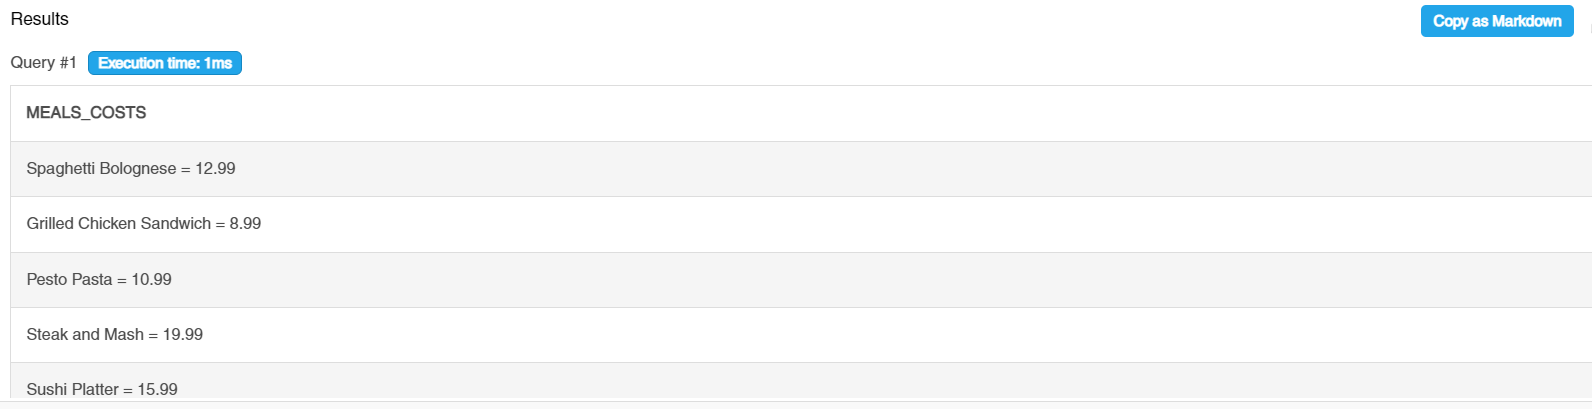 Results
Copy as Markdown
Query #1 Execution time: 1ms
MEALS_COSTS
Spaghetti Bolognese = 12.99
Grilled Chicken Sandwich = 8.99
Pesto Pasta = 10.99
Steak and Mash = 19.99
Sushi Platter = 15.99